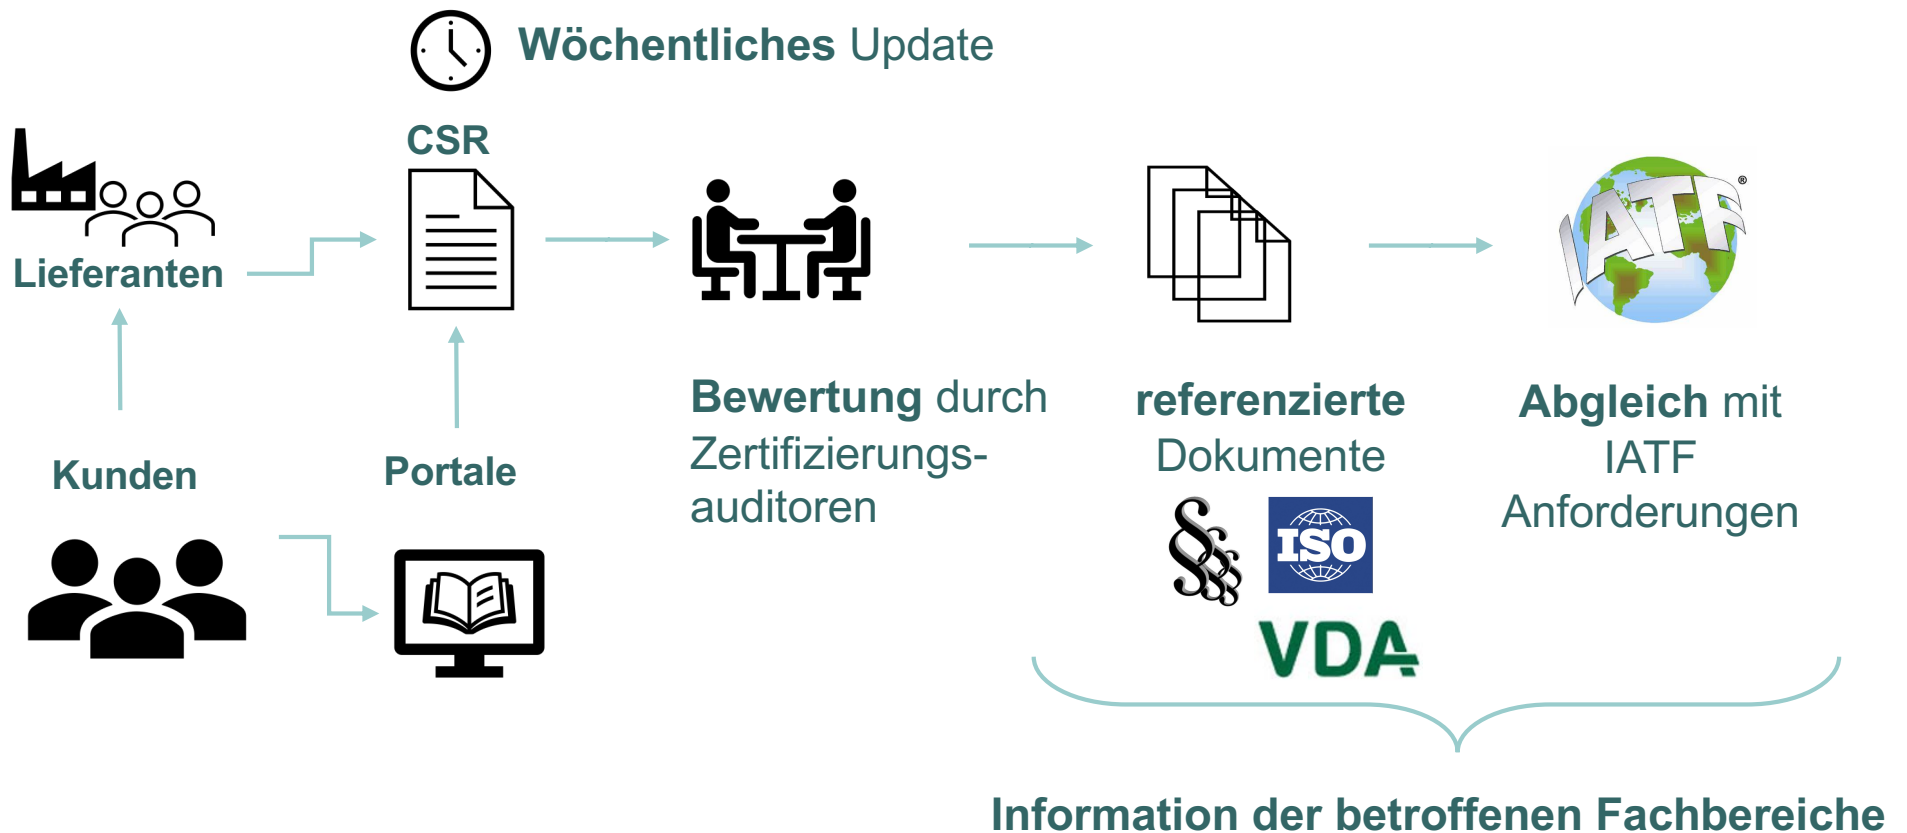 Wöchentliches Update
CSR
Lieferanten
Kunden
Portale
Bewertung durch
Zertifizierungs-
auditoren
referenzierte
Dokumente
§§§§
ISO
VDA
IATF®
Abgleich mit
IATF
Anforderungen
Information der betroffenen Fachbereiche